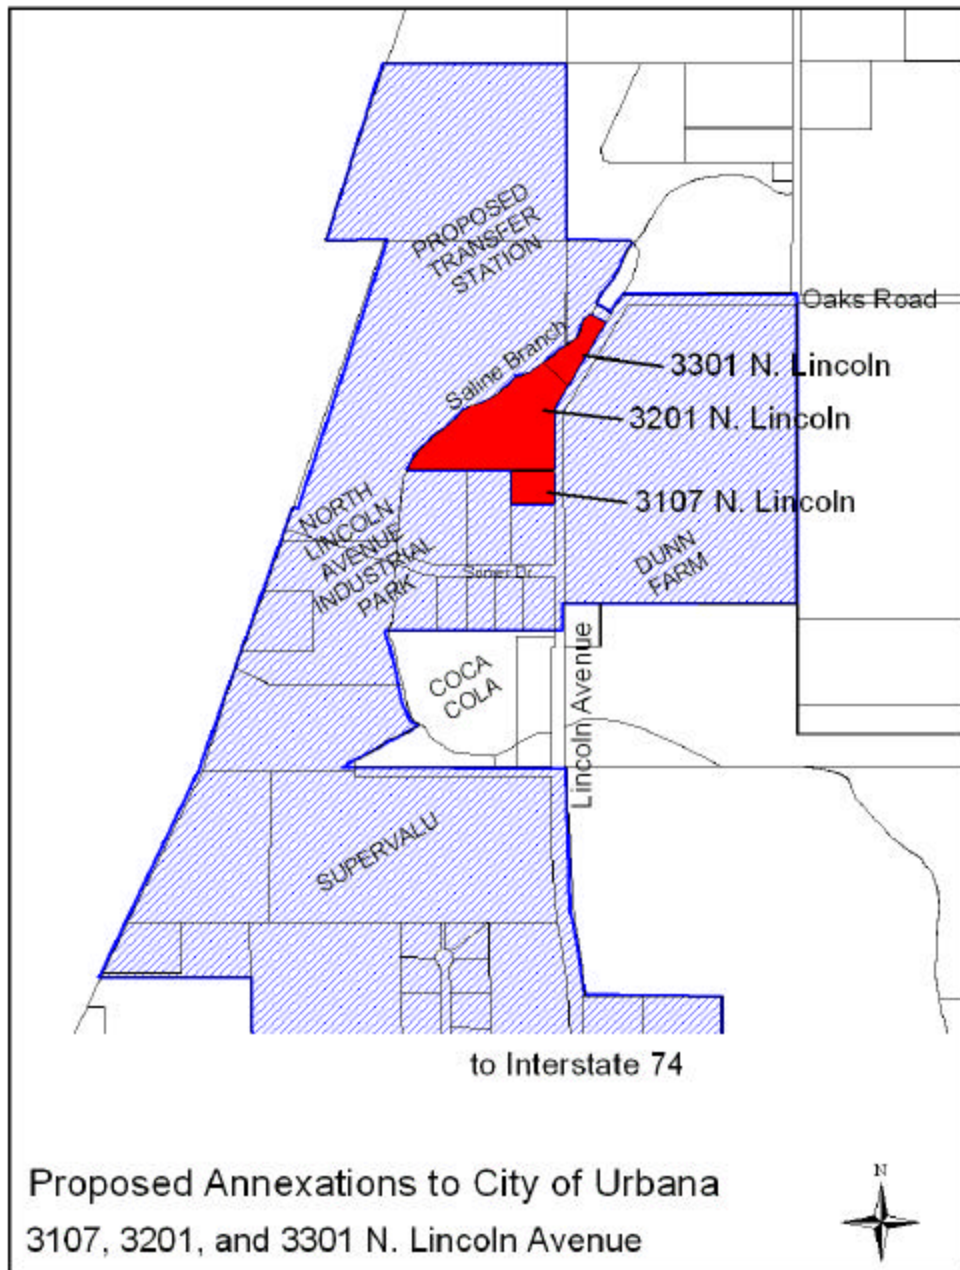 PROPOSED
TRANSFER
STATION
Oaks Road
Saline Branch
3301 N. Lincoln
3201 N. Lincoln
3107 N. Lincoln
NORTH
LINCOLN
AVENUE
INDUSTRIAL
PARK
DUNN
FARM
Somer Dr
COCA
COLA
Lincoln Avenue
SUPERVALU
to Interstate 74
Proposed Annexations to City of Urbana
3107, 3201, and 3301 N. Lincoln Avenue
N